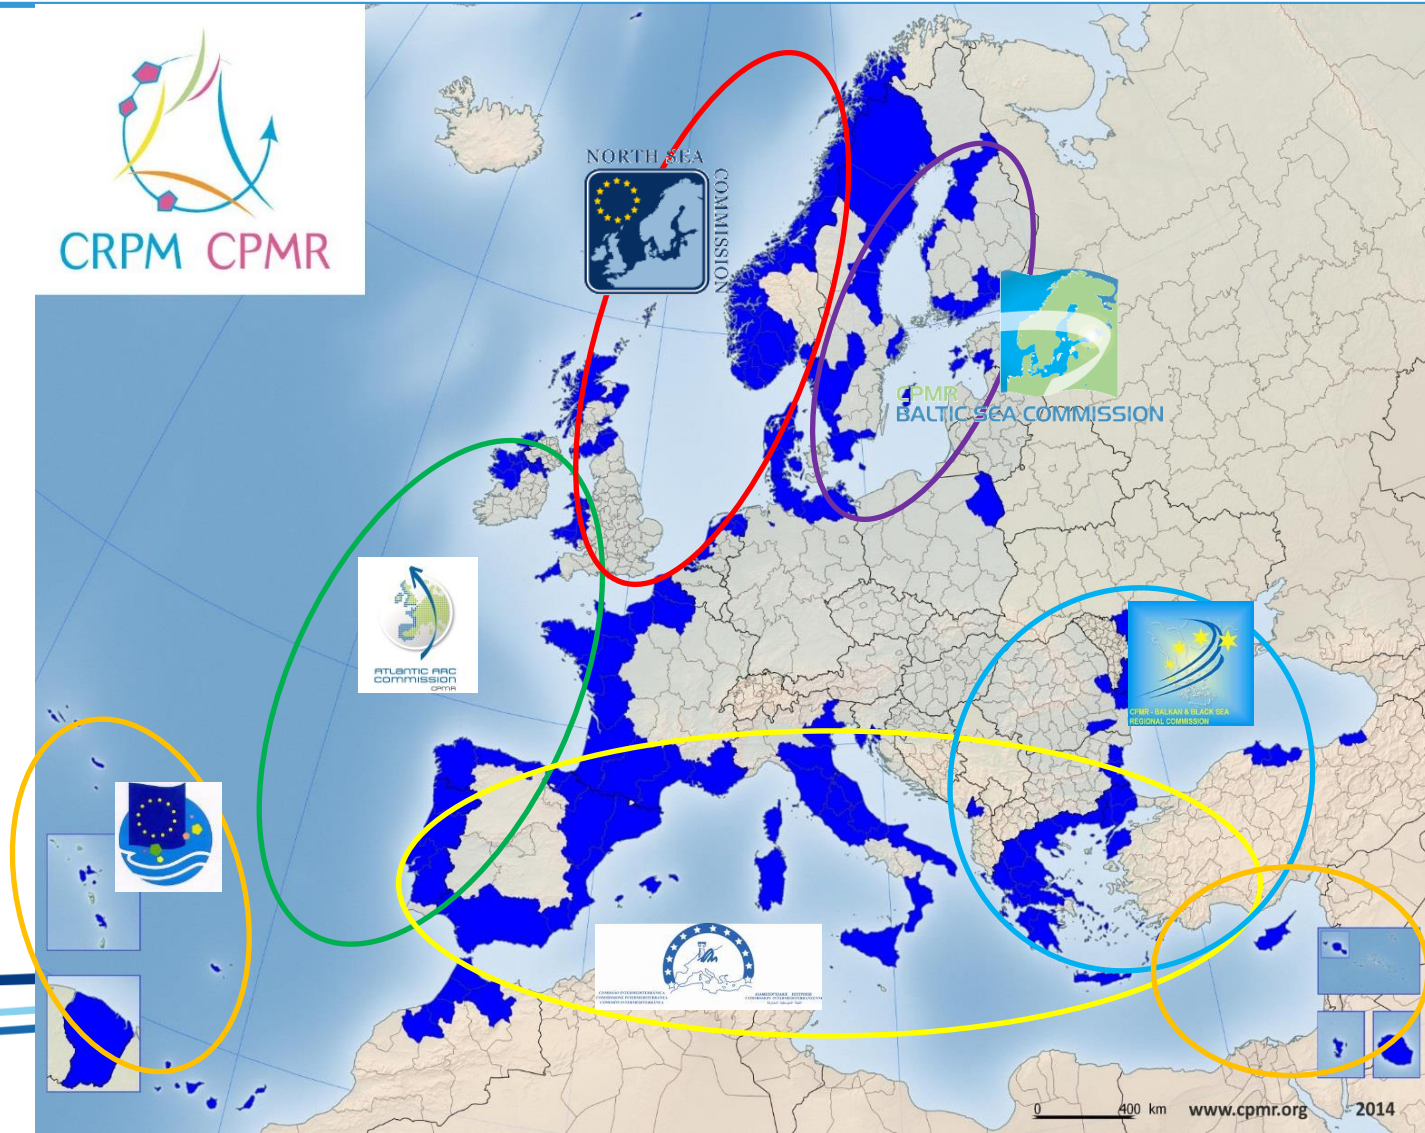 CRPM CPMR
NORTH SEA
COMMISSION
CPMR
BALTIC SEA COMMISSION
ATLANTIC ARC
COMMISSION
CPMR
CPMR - BALKAN & BLACK SEA
REGIONAL COMMISSION
0 400 km www.cpmr.org 2014